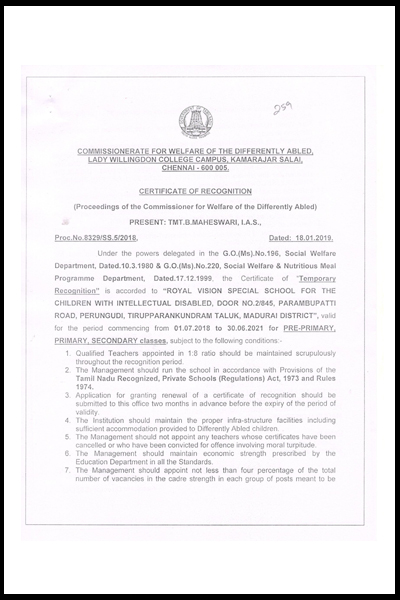 259
COMMISSIONERATE FOR WELFARE OF THE DIFFERENTLY ABLED,
LADY WILLINGDON COLLEGE CAMPUS, KAMARAJAR SALAI,
CHENNAI - 600 005.
CERTIFICATE OF RECOGNITION
(Proceedings of the Commissioner for Welfare of the Differently Abled)
PRESENT: TMT.B.MAHESWARI, I.A.S.,
Proc.No.8329/SS.5/2018, Dated: 18.01.2019.
Under the powers delegated in the G.O.(Ms).No.196, Social Welfare
Department, Dated.10.3.1980 & G.O.(Ms).No.220, Social Welfare & Nutritious Meal
Programme Department, Dated.17.12.1999, the Certificate of "Temporary
Recognition" is accorded to "ROYAL VISION SPECIAL SCHOOL FOR THE
CHILDREN WITH INTELLECTUAL DISABLED, DOOR NO.2/845, PARAMBUPATTI
ROAD, PERUNGUDI, TIRUPPARANKUNDRAM TALUK, MADURAI DISTRICT", valid
for the period commencing from 01.07.2018 to 30.06.2021 for PRE-PRIMARY,
PRIMARY, SECONDARY classes, subject to the following conditions:-
1. Qualified Teachers appointed in 1:8 ratio should be maintained scrupulously
throughout the recognition period.
2. The Management should run the school in accordance with Provisions of the
Tamil Nadu Recognized, Private Schools (Regulations) Act, 1973 and Rules
1974.
3. Application for granting renewal of a certificate of recognition should be
submitted to this office two months in advance before the expiry of the period of
validity.
4. The Institution should maintain the proper infra-structure facilities including
sufficient accommodation provided to Differently Abled children.
5. The Management should not appoint any teachers whose certificates have been
cancelled or who have been convicted for offence involving moral turpitude.
6. The Management should maintain economic strength prescribed by the
Education Department in all the Standards.
7. The Management should appoint not less than four percentage of the total
number of vacancies in the cadre strength in each group of posts meant to be